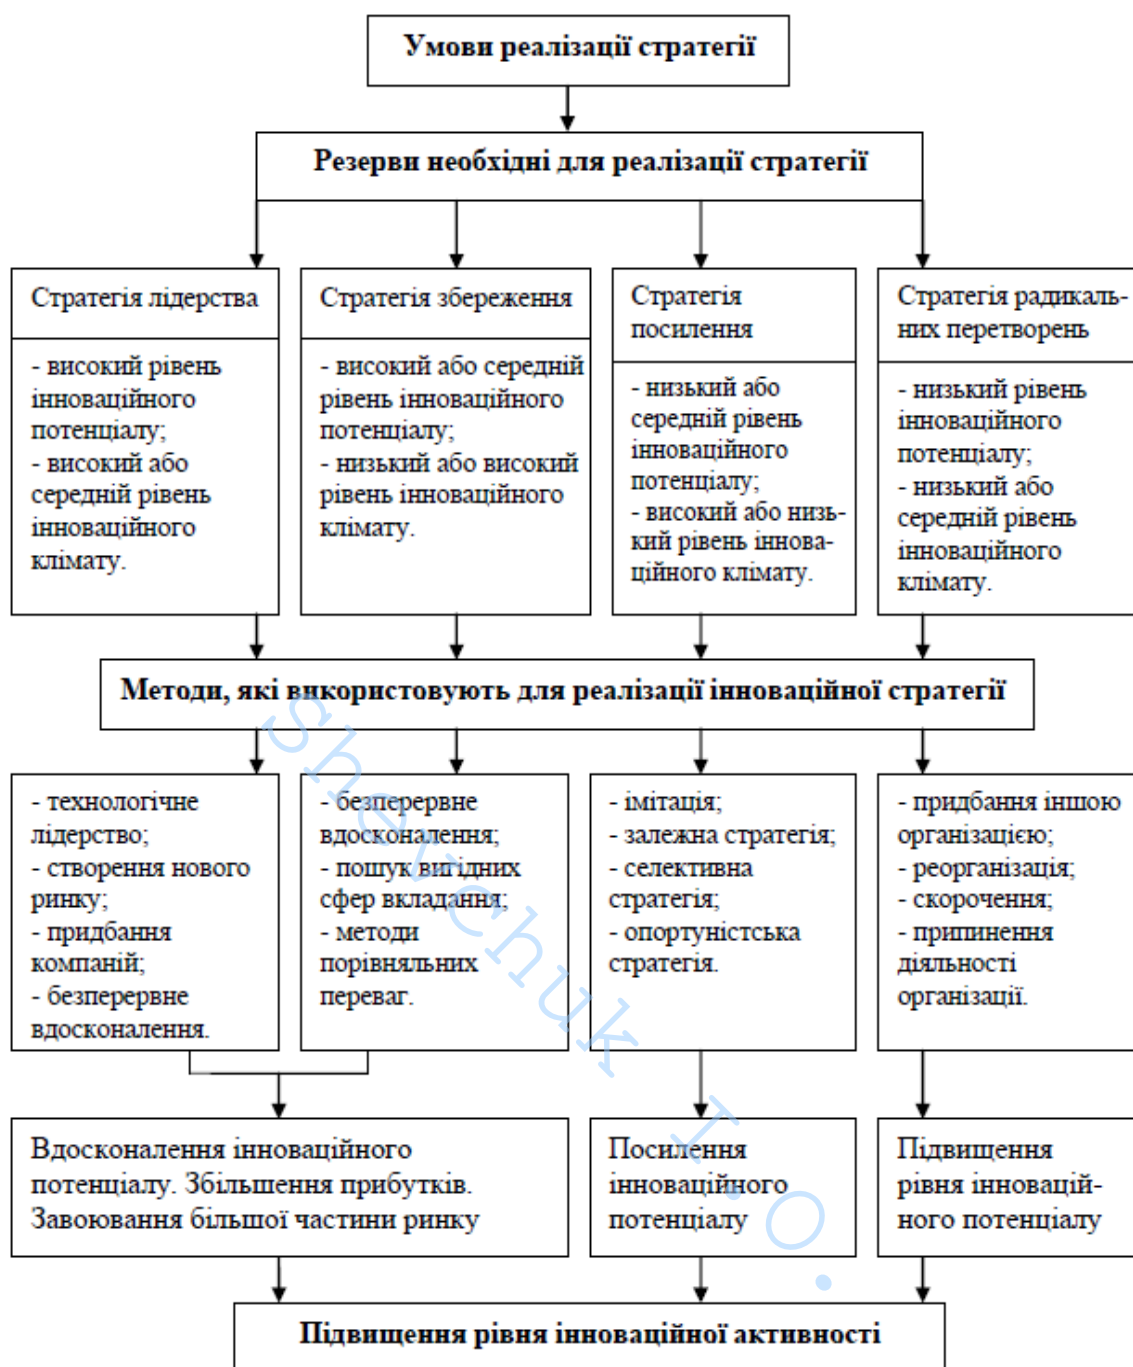 Умови реалізації стратегії
Резерви необхідні для реалізації стратегії
Стратегія лідерства
- високий рівень
інноваційного
потенціалу;
- високий або
середній рівень
інноваційного
клімату.
Стратегія збереження
- високий або середній
рівень інноваційного
потенціалу;
- низький або високий
рівень інноваційного
клімату.
Стратегія
посилення
- низький або
середній рівень
інноваційного
потенціалу;
- високий або низь-
кий рівень іннова-
ційного клімату.
Стратегія радикаль-
них перетворень
- низький рівень
інноваційного
потенціалу;
- низький або
середній рівень
інноваційного
клімату.
Методи, які використовують для реалізації інноваційної стратегії
- технологічне
лідерство;
- створення нового
ринку;
- придбання
компаній;
- безперервне
вдосконалення.
- безперервне
вдосконалення;
- пошук вигідних
сфер вкладання;
- методи
порівняльних
переваг.
- імітація;
- залежна стратегія;
- селективна
стратегія;
- опортуністська
стратегія.
- придбання іншою
організацією;
- реорганізація;
- скорочення;
- припинення
діяльності
організації.
Вдосконалення інноваційного
потенціалу. Збільшення прибутків.
Завоювання більшої частини ринку
Посилення
інноваційного
потенціалу
Підвищення
рівня інновацій-
ного потенціалу
Підвищення рівня інноваційної активності
Shevchuk I.O.